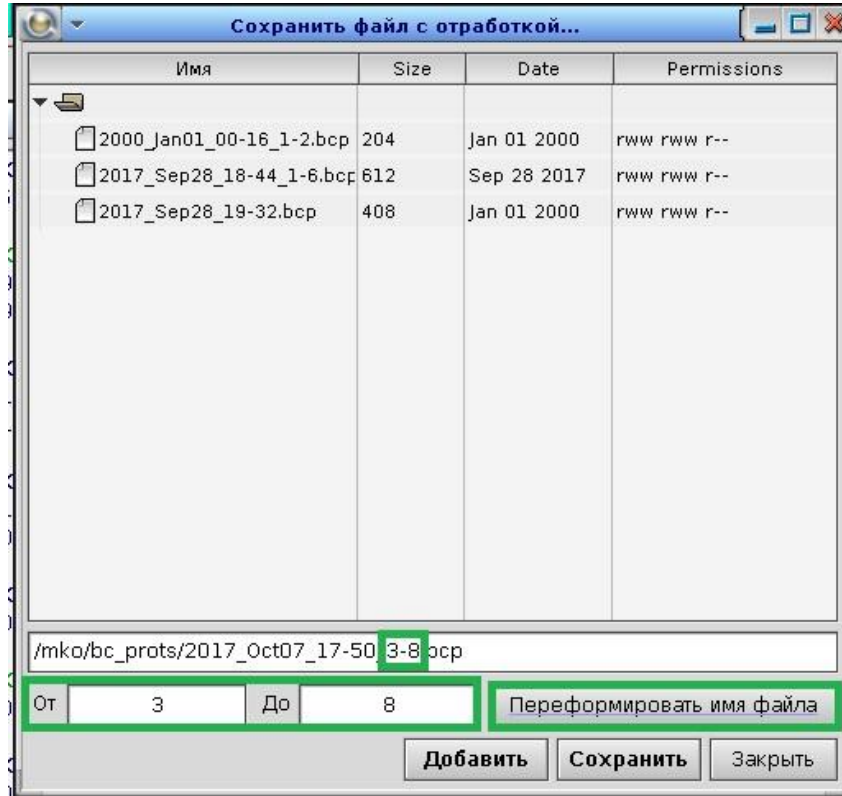 Сохранить файл с отработкой...
Имя Size Date Permissions
2000_Jan01_00-16_1-2.bcp 204 Jan 01 2000 rww rww r--
2017_Sep28_18-44_1-6.bcp 612 Sep 28 2017 rww rww r--
2017_Sep28_19-32.bcp 408 Jan 01 2000 rww rww r--
/mko/bc_prots/2017_Oct07_17-50_3-8.bcp
От 3 До 8 Переформировать имя файла
Добавить Сохранить Закрыть